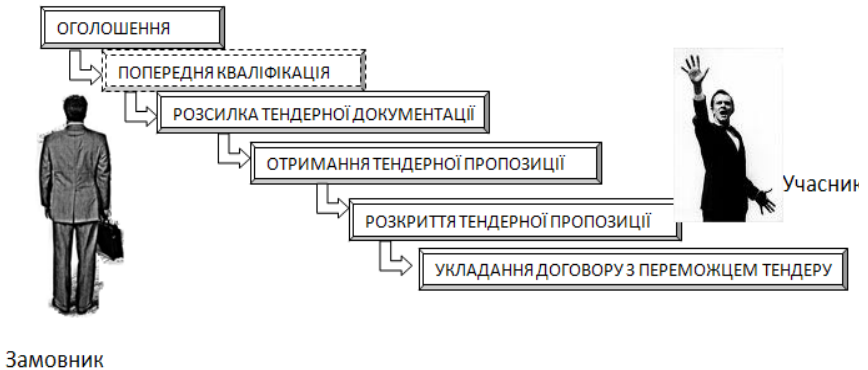 ОГОЛОШЕННЯ
ПОПЕРЕДНЯ КВАЛІФІКАЦІЯ
РОЗСИЛКА ТЕНДЕРНОЇ ДОКУМЕНТАЦІЇ
ОТРИМАННЯ ТЕНДЕРНОЇ ПРОПОЗИЦІЇ
Учасник
РОЗКРИТТЯ ТЕНДЕРНОЇ ПРОПОЗИЦІЇ
УКЛАДАННЯ ДОГОВОРУ З ПЕРЕМОЖЦЕМ ТЕНДЕРУ
Замовник